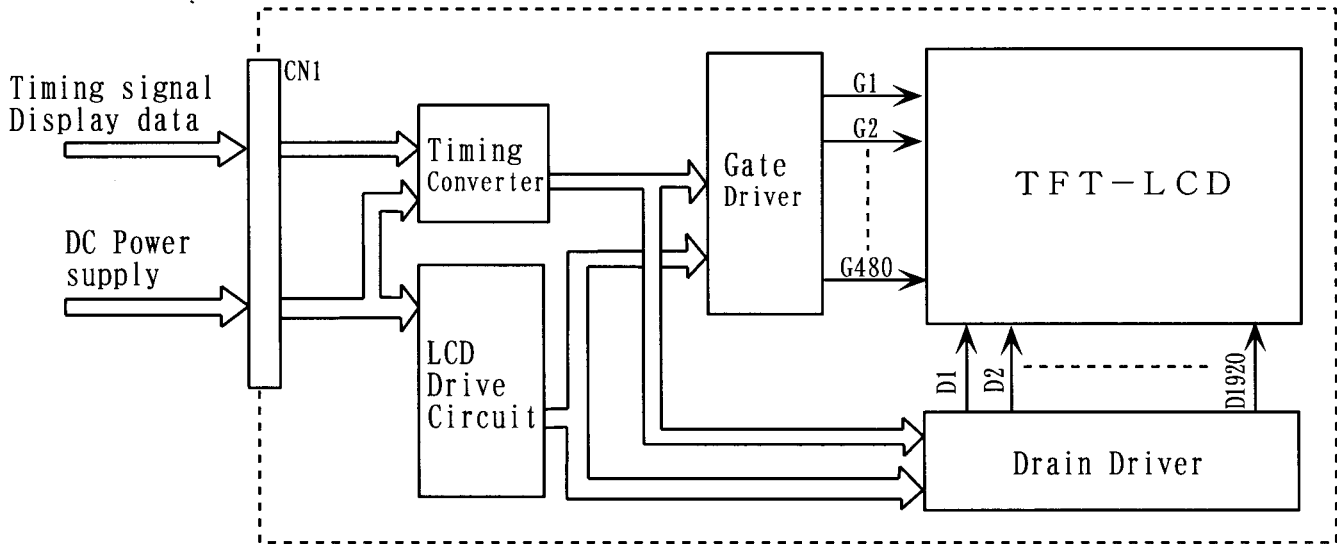 Timing signal
Display data
DC Power
supply
CN1
Timing
Converter
LCD
Drive
Circuit
Gate
Driver
G1
G2
G480
TFT-LCD
D1
D2
D1920
Drain Driver